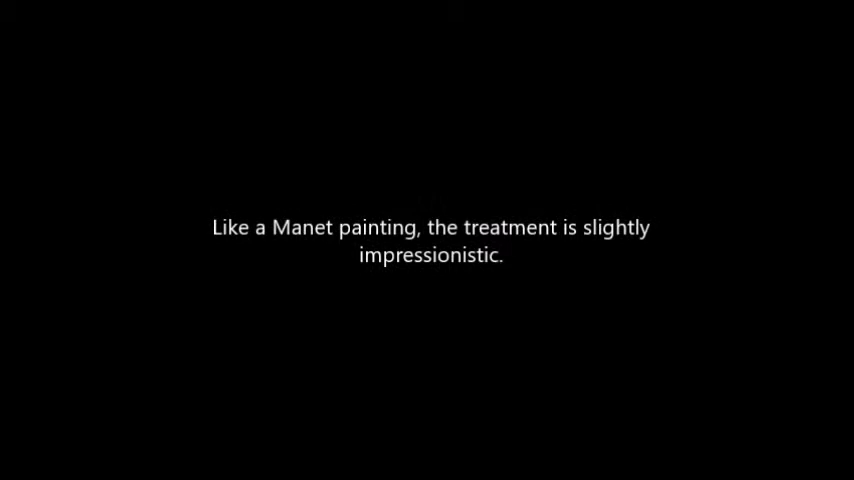 Like a Manet painting, the treatment is slightly
impressionistic.